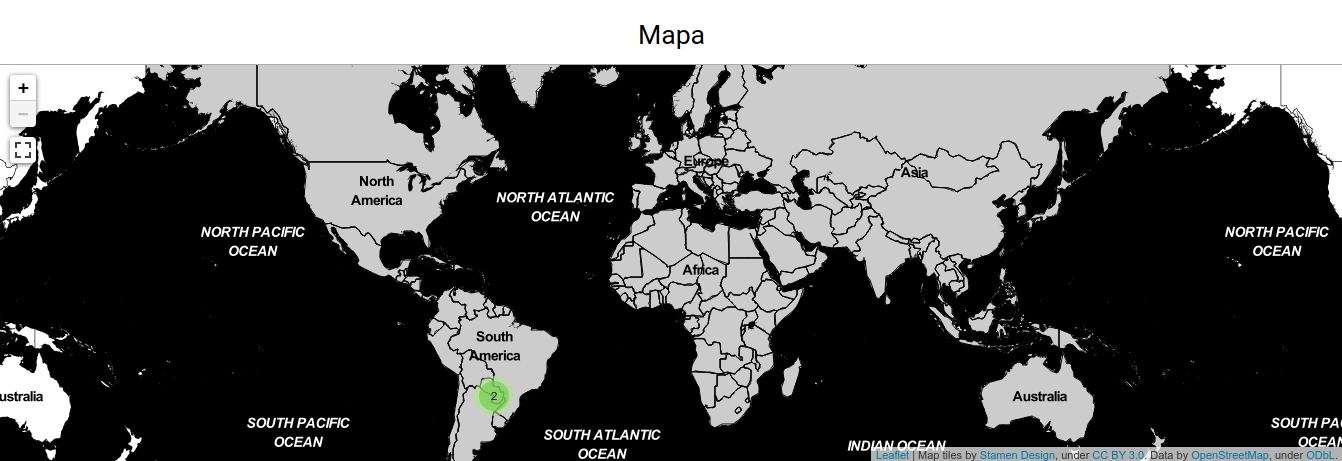 Mapa
+
−
North
America
Europe
Asia
NORTH ATLANTIC
OCEAN
NORTH PACIFIC
OCEAN
NORTH PACIFIC
OCEAN
Africa
South
America
2
ustralia
Australia
SOUTH PACIFIC
OCEAN
SOUTH ATLANTIC
OCEAN
INDIAN OCEAN
SOUTH PAC
OCEAN
Leaflet | Map tiles by Stamen Design, under CC BY 3.0. Data by OpenStreetMap, under ODbL.